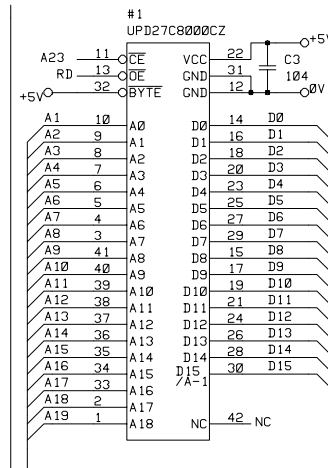 #1
UPD27C8000CZ
A23 11 CE VCC 22 +5V
RD 13 OE GND 31 C3
+5V 32 BYTE GND 12 104 0V
A1 10 A0 D0 14 D0
A2 9 A1 D1 16 D1
A3 8 A2 D2 18 D2
A4 7 A3 D3 20 D3
A5 6 A4 D4 23 D4
A6 5 A5 D5 25 D5
A7 4 A6 D6 27 D6
A8 3 A7 D7 29 D7
A9 41 A8 D8 15 D8
A10 40 A9 D9 17 D9
A11 39 A10 D10 19 D10
A12 38 A11 D11 21 D11
A13 37 A12 D12 24 D12
A14 36 A13 D13 26 D13
A15 35 A14 D14 28 D14
A16 34 A15 D15 30 D15
A17 33 A16 /A-1
A18 2 A17
A19 1 A18 NC 42 NC